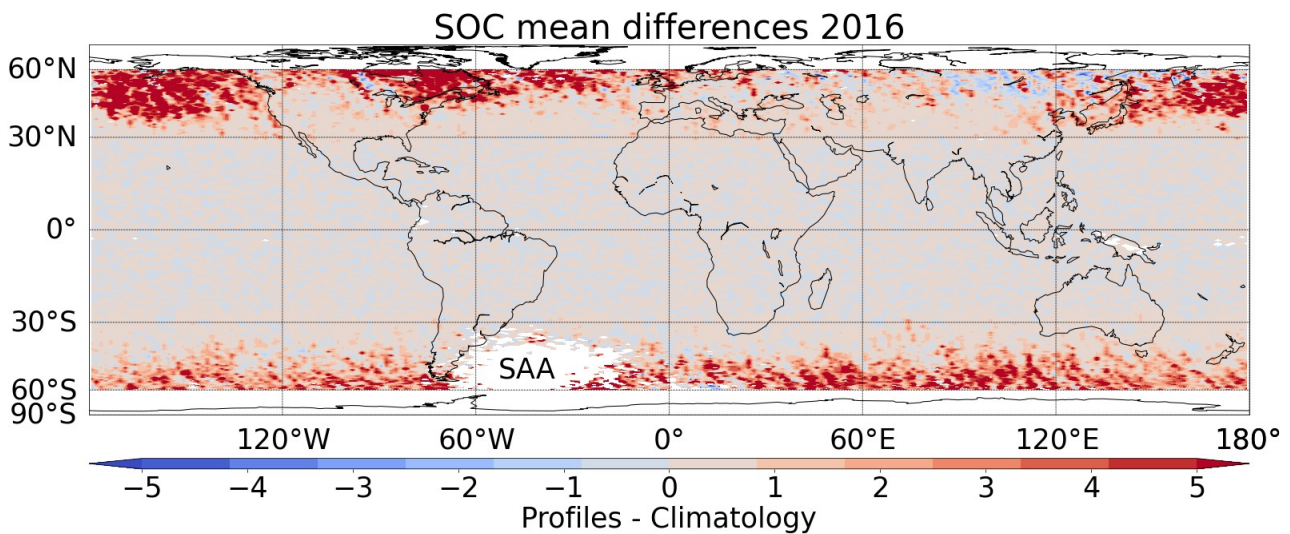 SOC mean differences 2016
60°N
30°N
0°
30°S
SAA
60°S
90°S
120°W 60°W 0° 60°E 120°E 180°
−5 −4 −3 −2 −1 0 1 2 3 4 5
Profiles - Climatology